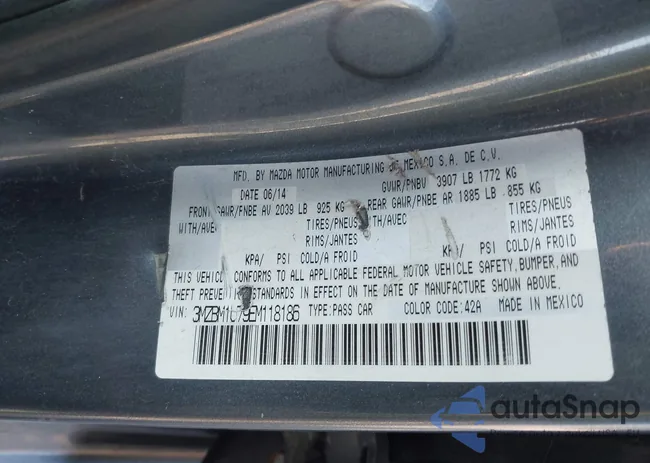 MFD. BY MAZDA MOTOR MANUFACTURING DE MEXICO S.A. DE C.V.
DATE 06/14 GVWR/PNBV 3907 LB 1772 KG
FRONT GAWR/PNBE AV 2039 LB 925 KG REAR GAWR/PNBE AR 1885 LB 855 KG
WITH/AVEC TIRES/PNEUS WITH/AVEC TIRES/PNEUS
RIMS/JANTES RIMS/JANTES
KPA/ PSI COLD/A FROID KPA/ PSI COLD/A FROID
THIS VEHICLE CONFORMS TO ALL APPLICABLE FEDERAL MOTOR VEHICLE SAFETY, BUMPER, AND
THEFT PREVENTION STANDARDS IN EFFECT ON THE DATE OF MANUFACTURE SHOWN ABOVE.
VIN: TYPE:PASS CAR COLOR CODE:42A MADE IN MEXICO
autoSnap